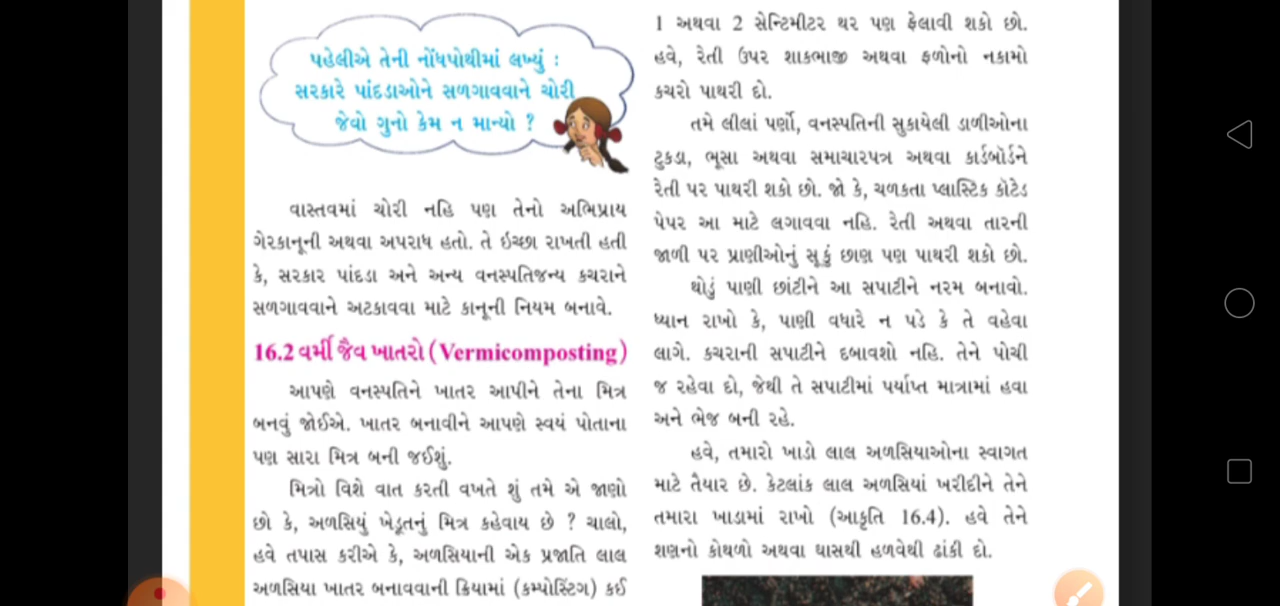 પહેલીએ તેની નોંધપોથીમાં લખ્યું :
સરકારે પાંદડાઓને સળગાવવાને ચોરી
જેવો ગુનો કેમ ન માન્યો ?
વાસ્તવમાં ચોરી નહિ પણ તેનો અભિપ્રાય
ગેરકાનૂની અથવા અપરાધ હતો. તે ઇચ્છા રાખતી હતી
કે, સરકાર પાંદડા અને અન્ય વનસ્પતિજન્ય કચરાને
સળગાવવાને અટકાવવા માટે કાનૂની નિયમ બનાવે.
16.2 વર્મી જૈવ ખાતરો (Vermicomposting)
આપણે વનસ્પતિને ખાતર આપીને તેના મિત્ર
બનવું જોઈએ. ખાતર બનાવીને આપણે સ્વયં પોતાના
પણ સારા મિત્ર બની જઈશું.
મિત્રો વિશે વાત કરતી વખતે શું તમે એ જાણો
છો કે, અળસિયું ખેડૂતનું મિત્ર કહેવાય છે ? ચાલો,
હવે તપાસ કરીએ કે, અળસિયાની એક પ્રજાતિ લાલ
અળસિયા ખાતર બનાવવાની ક્રિયામાં (કમ્પોસ્ટિંગ) કઈ
1 અથવા 2 સેન્ટિમીટર થર પણ ફેલાવી શકો છો.
હવે, રેતી ઉપર શાકભાજી અથવા ફળોનો નકામો
કચરો પાથરી દો.
તમે લીલાં પર્ણો, વનસ્પતિની સુકાયેલી ડાળીઓના
ટુકડા, ભૂસા અથવા સમાચારપત્ર અથવા કાર્ડબૉર્ડને
રેતી પર પાથરી શકો છો. જો કે, ચળકતા પ્લાસ્ટિક કૉટેડ
પેપર આ માટે લગાવવા નહિ. રેતી અથવા તારની
જાળી પર પ્રાણીઓનું સૂકું છાણ પણ પાથરી શકો છો.
થોડું પાણી છાંટીને આ સપાટીને નરમ બનાવો.
ધ્યાન રાખો કે, પાણી વધારે ન પડે કે તે વહેવા
લાગે. કચરાની સપાટીને દબાવશો નહિ. તેને પોચી
જ રહેવા દો, જેથી તે સપાટીમાં પર્યાપ્ત માત્રામાં હવા
અને ભેજ બની રહે.
હવે, તમારો ખાડો લાલ અળસિયાઓના સ્વાગત
માટે તૈયાર છે. કેટલાંક લાલ અળસિયાં ખરીદીને તેને
તમારા ખાડામાં રાખો (આકૃતિ 16.4). હવે તેને
શણનો કોથળો અથવા ઘાસથી હળવેથી ઢાંકી દો.